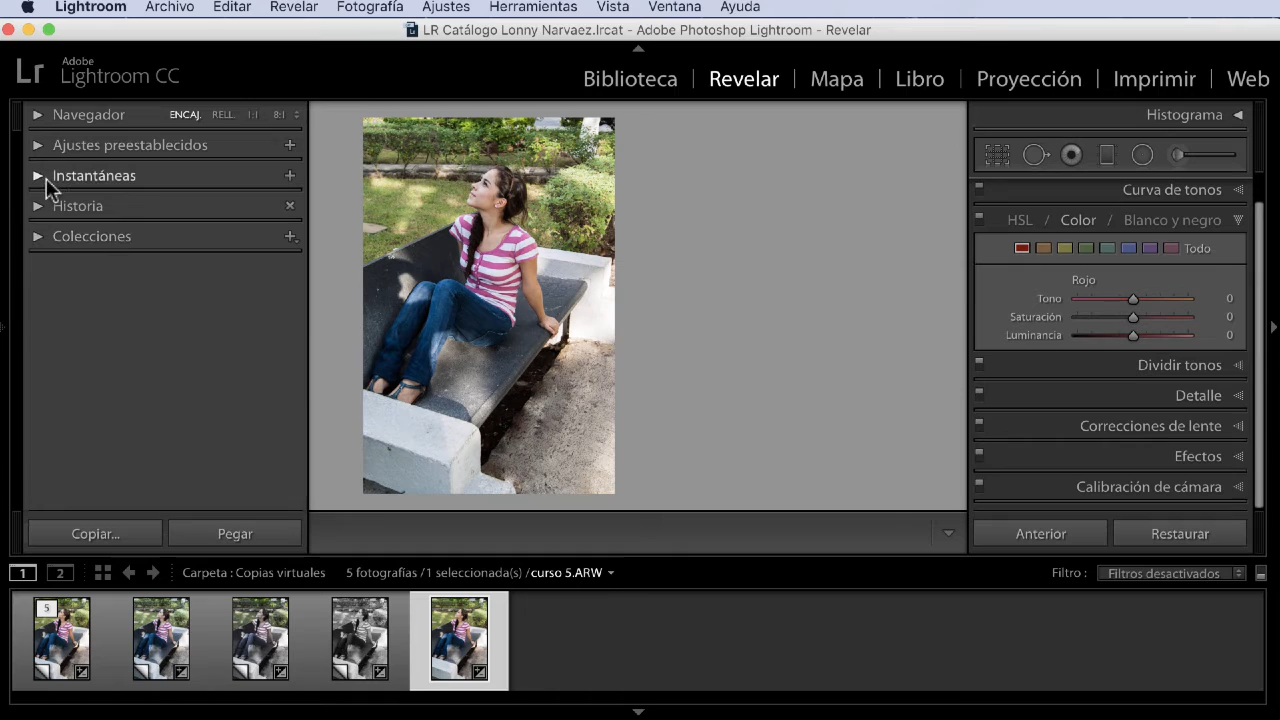 Lightroom Archivo Editar Revelar Fotografía Ajustes Herramientas Vista Ventana Ayuda
LR Catálogo Lonny Narvaez.lrcat - Adobe Photoshop Lightroom - Revelar
Lr Adobe
Lightroom CC
Biblioteca | Revelar | Mapa | Libro | Proyección | Imprimir | Web
Navegador ENCAJ. RELL. 1:1 8:1
Ajustes preestablecidos +
Instantáneas +
Historia ×
Colecciones +
Copiar... Pegar
Histograma
Curva de tonos
HSL / Color / Blanco y negro
Todo
Rojo
Tono 0
Saturación 0
Luminancia 0
Dividir tonos
Detalle
Correcciones de lente
Efectos
Calibración de cámara
Anterior Restaurar
1 2 Carpeta : Copias virtuales 5 fotografías /1 seleccionada(s) /curso 5.ARW Filtro : Filtros desactivados
5